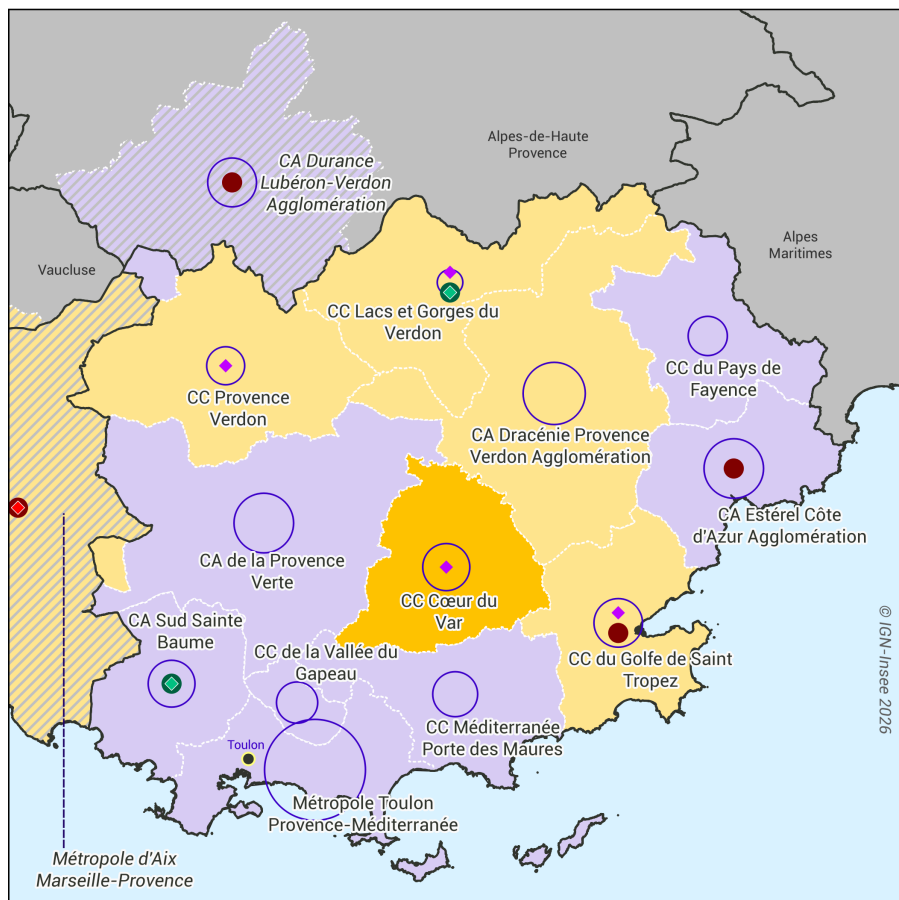 Alpes-de-Haute
Provence
CA Durance
Lubéron-Verdon
Agglomération
Alpes
Maritimes
Vaucluse
CC Lacs et Gorges du
Verdon
CC du Pays de
Fayence
CC Provence
Verdon
CA Dracénie Provence
Verdon Agglomération
CA Estérel Côte
d'Azur Agglomération
CA de la Provence
Verte
CC Cœur du
Var
CA Sud Sainte
Baume
CC de la Vallée du
Gapeau
CC du Golfe de Saint
Tropez
CC Méditerranée
Porte des Maures
Toulon
Métropole Toulon
Provence-Méditerranée
Métropole d'Aix
Marseille-Provence
© IGN-Insee 2026